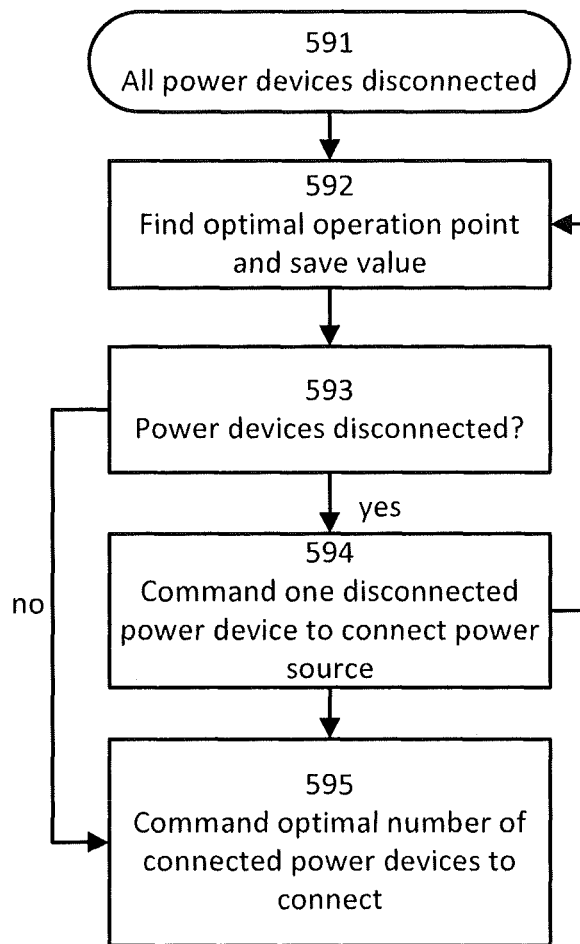 591
All power devices disconnected
592
Find optimal operation point
and save value
593
Power devices disconnected?
yes
594
Command one disconnected
power device to connect power
source
no
595
Command optimal number of
connected power devices to
connect